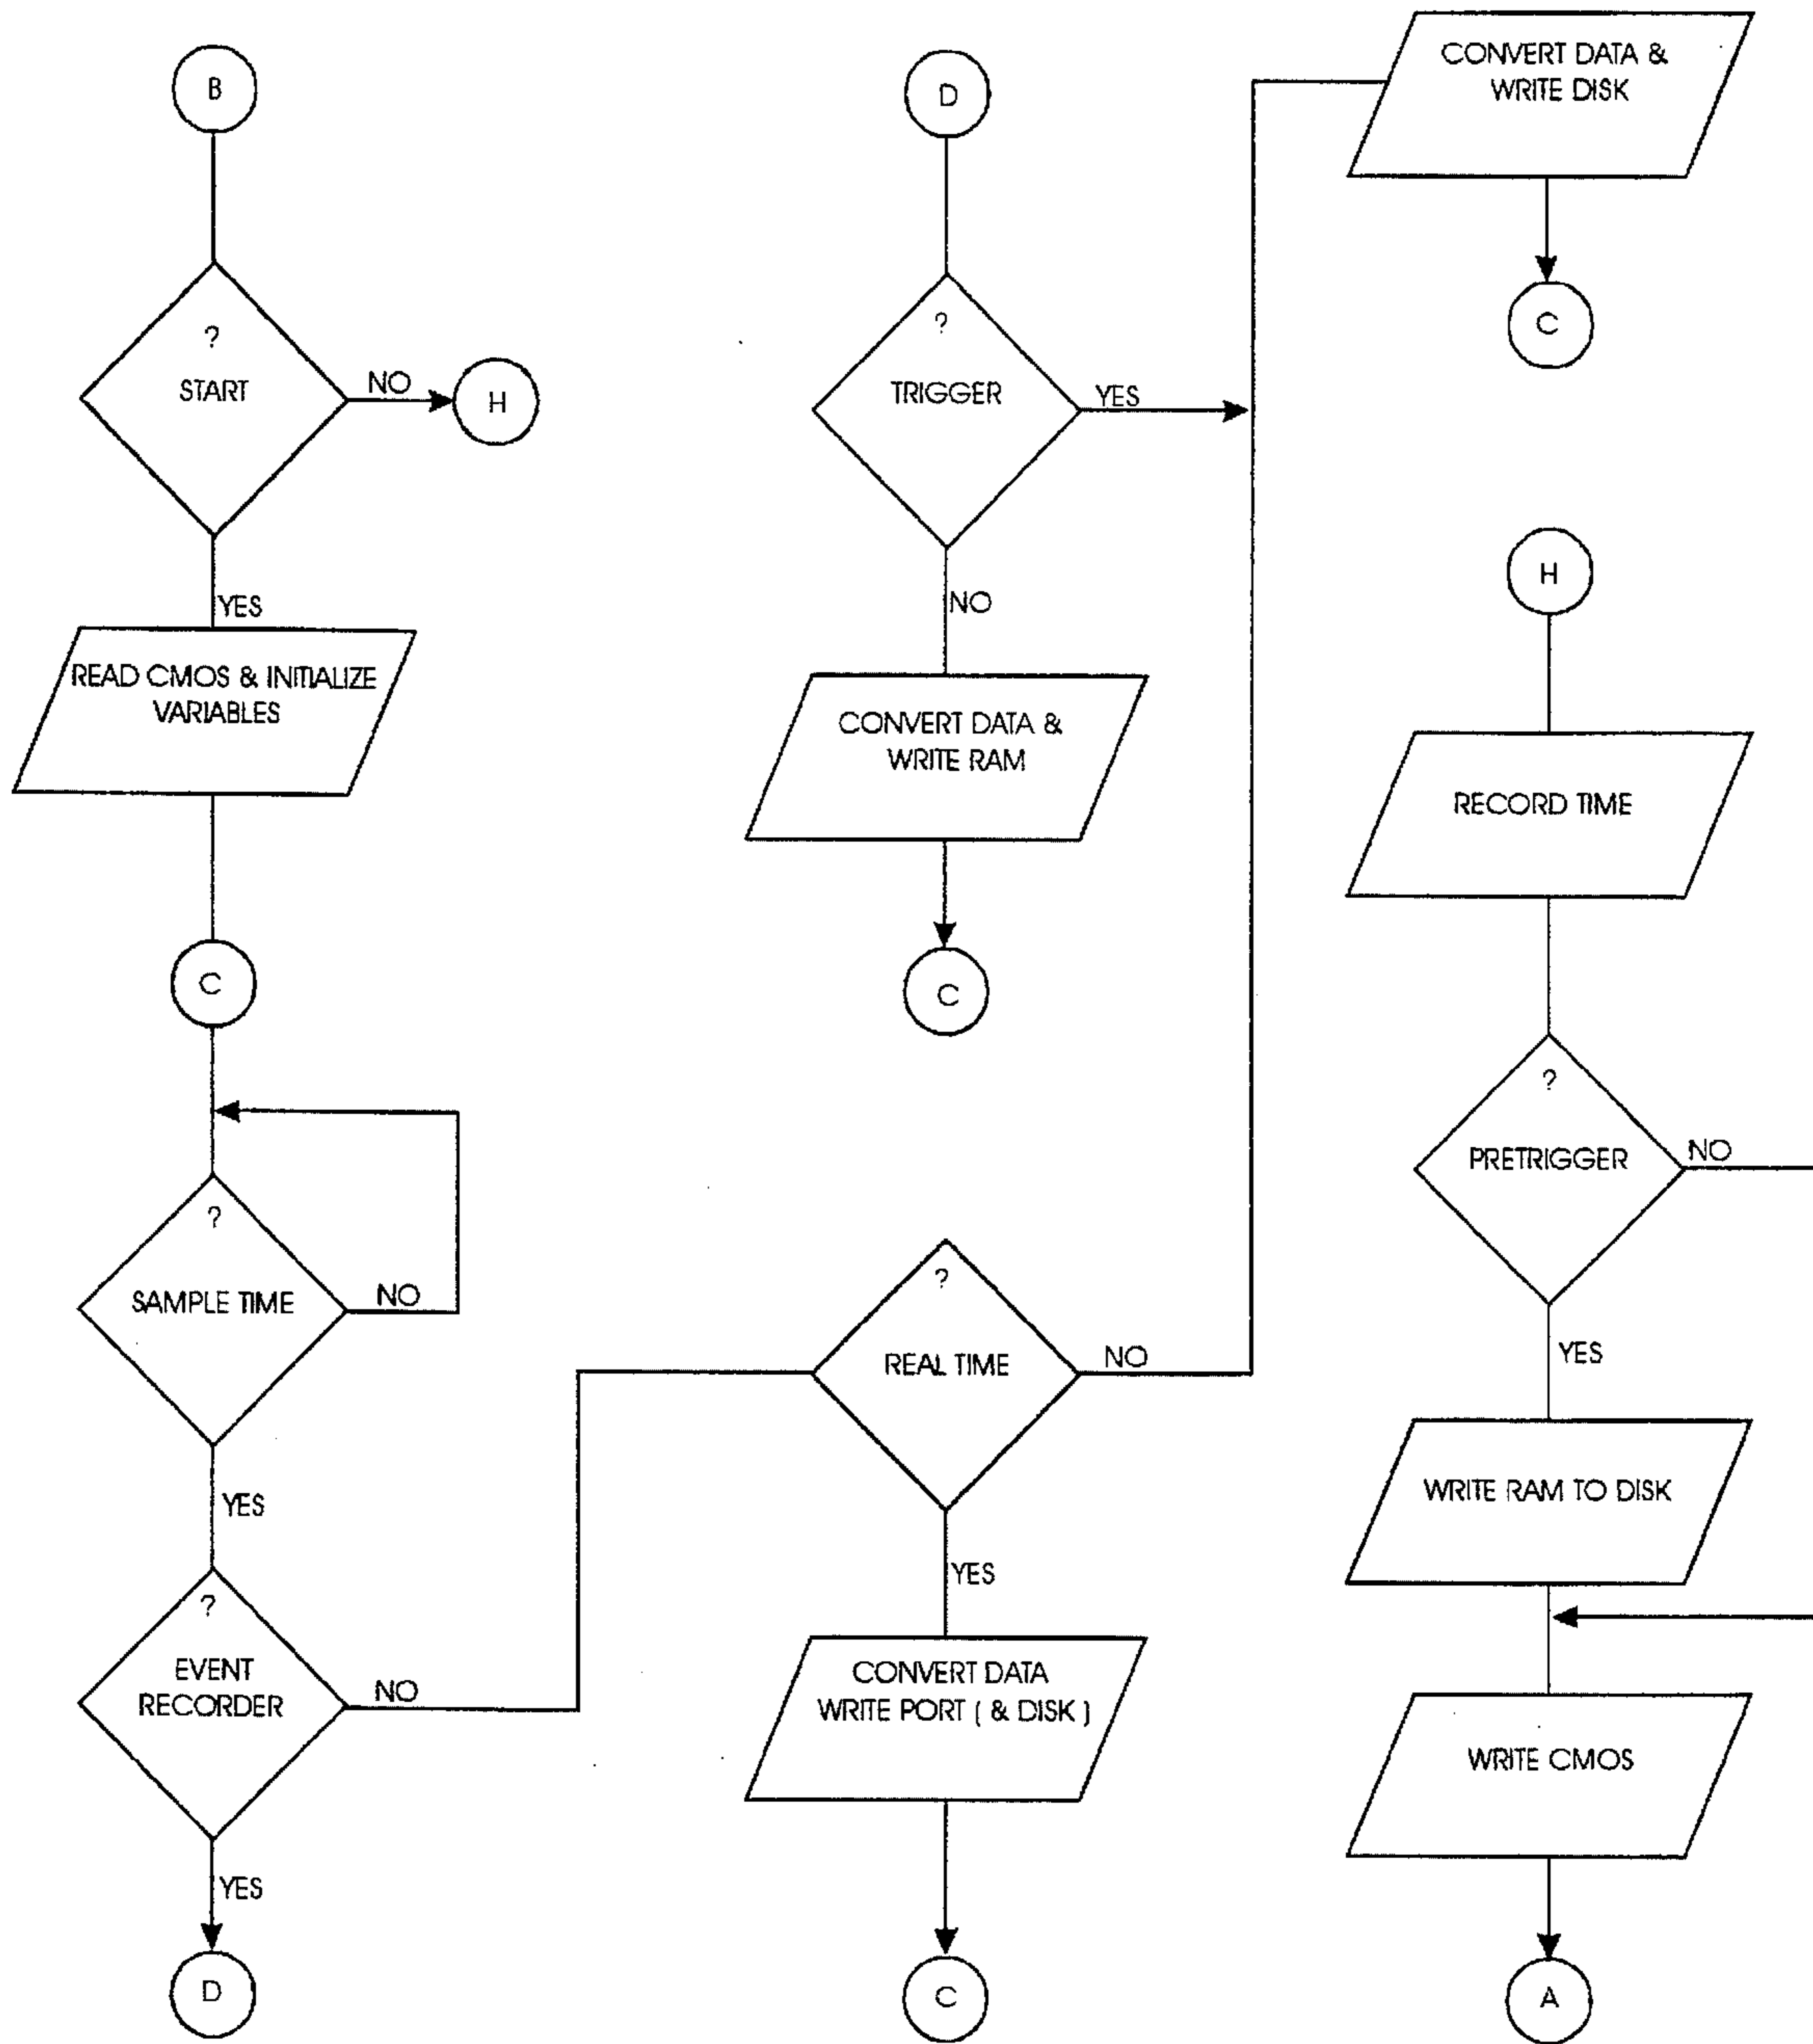 B
?
START
NO
H
YES
READ CMOS & INITIALIZE
VARIABLES
C
?
SAMPLE TIME
NO
YES
?
EVENT
RECORDER
NO
YES
D
D
?
TRIGGER
YES
NO
CONVERT DATA &
WRITE RAM
C
?
REAL TIME
NO
YES
CONVERT DATA
WRITE PORT ( & DISK )
C
CONVERT DATA &
WRITE DISK
C
H
RECORD TIME
?
PRETRIGGER
NO
YES
WRITE RAM TO DISK
WRITE CMOS
A